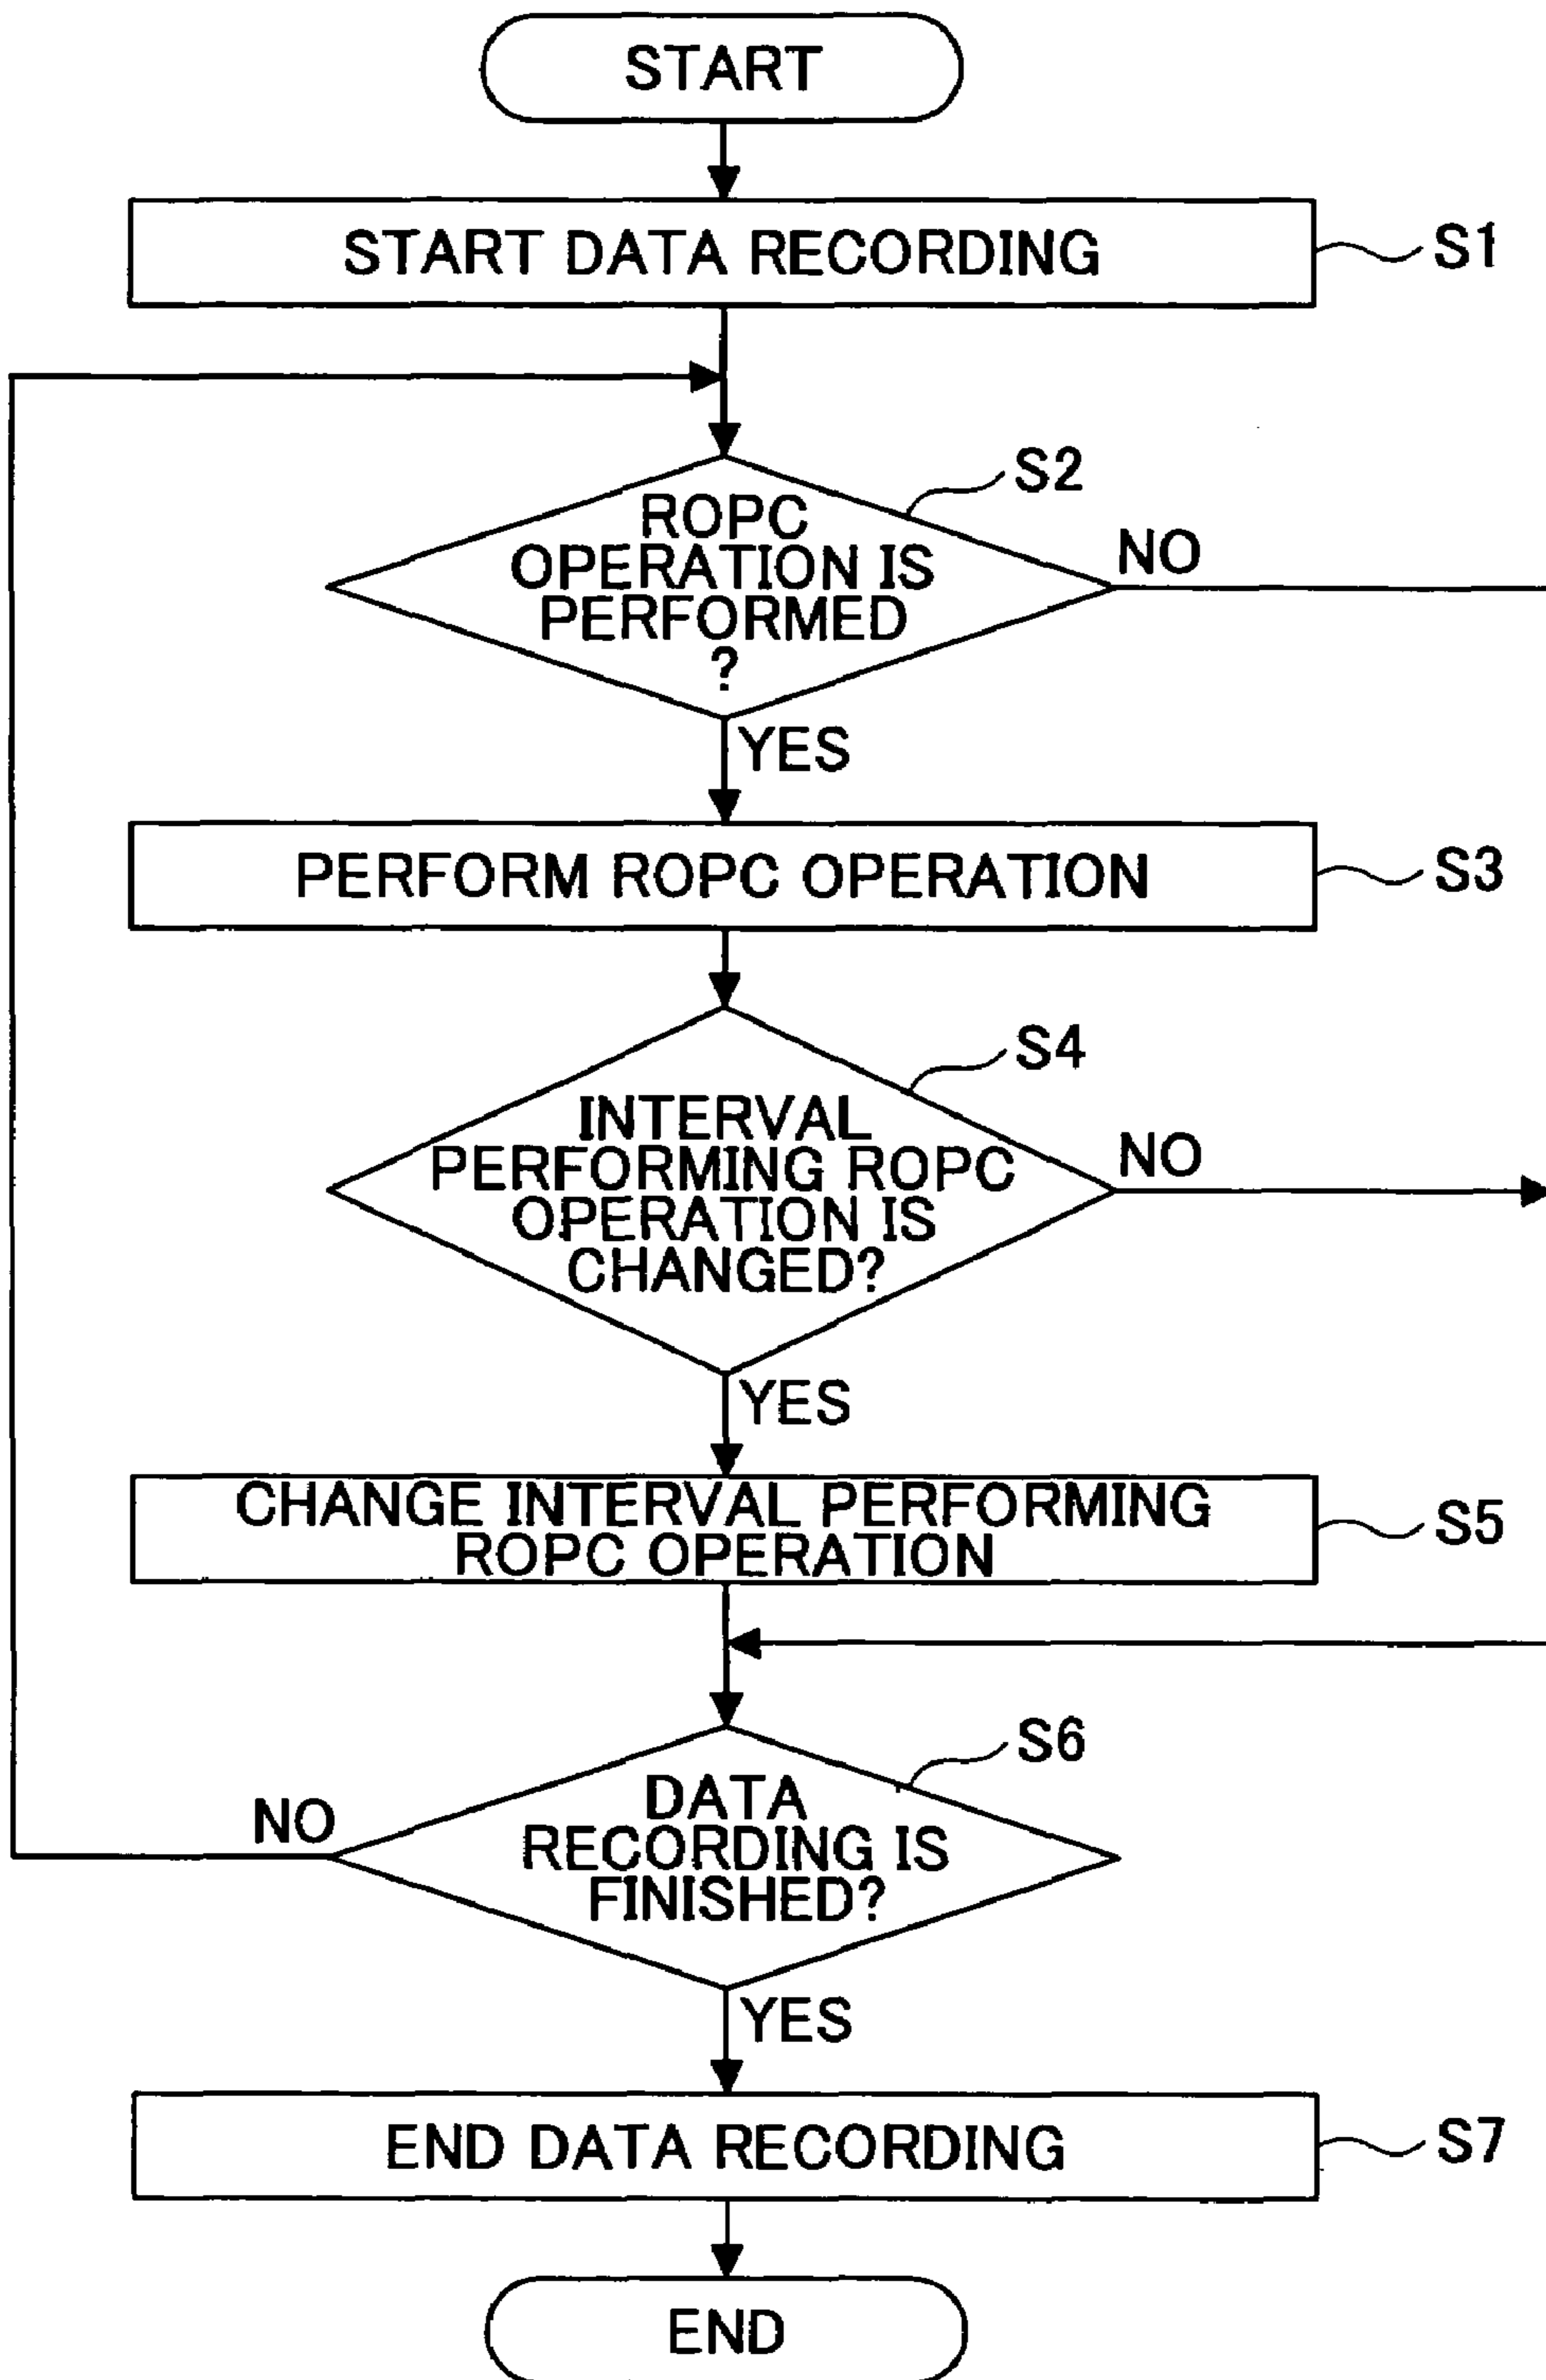 START
START DATA RECORDING
S1
S2
ROPC
OPERATION IS
PERFORMED
?
NO
YES
PERFORM ROPC OPERATION
S3
S4
INTERVAL
PERFORMING ROPC
OPERATION IS
CHANGED?
NO
YES
CHANGE INTERVAL PERFORMING
ROPC OPERATION
S5
S6
DATA
RECORDING IS
FINISHED?
NO
YES
END DATA RECORDING
S7
END